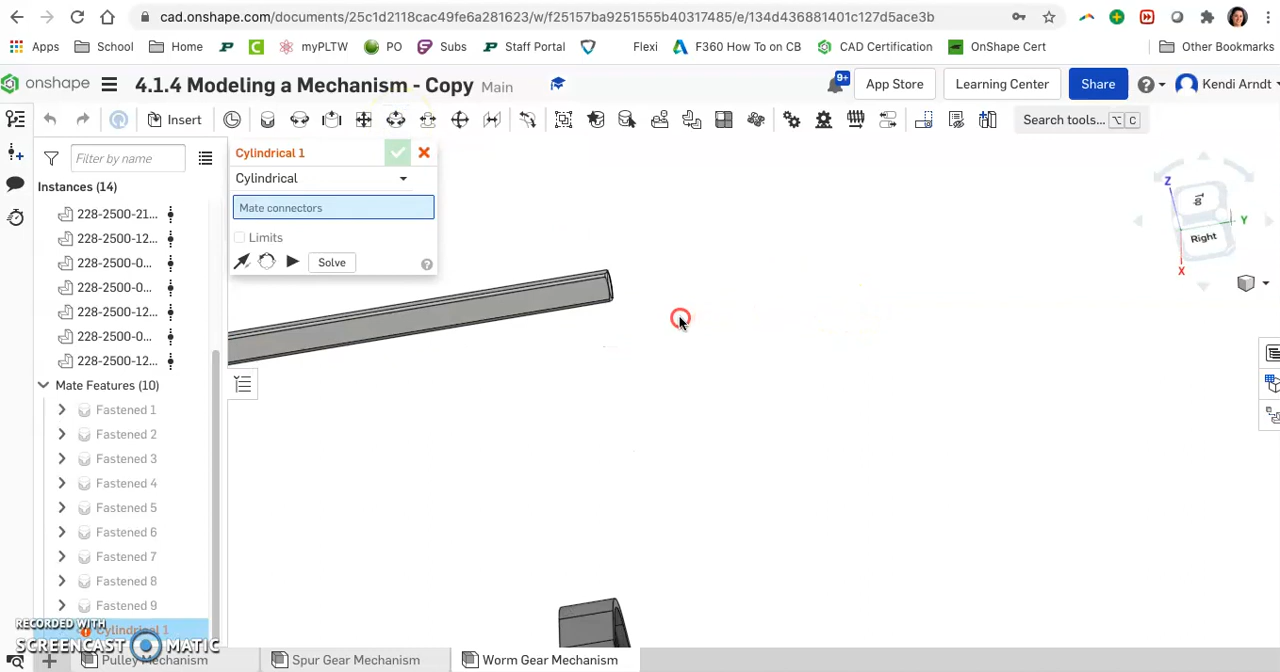 cad.onshape.com/documents/25c1d2118cac49fe6a281623/w/f25157ba9251555b40317485/e/134d436881401c127d5ace3b
Apps School Home myPLTW PO Subs Staff Portal Flexi F360 How To on CB CAD Certification OnShape Cert Other Bookmarks
onshape 4.1.4 Modeling a Mechanism - Copy Main 9+ App Store Learning Center Share Kendi Arndt
Insert Search tools... ⌥ C
Filter by name
Instances (14)
228-2500-21...
228-2500-12...
228-2500-0...
228-2500-0...
228-2500-12...
228-2500-0...
228-2500-12...
Mate Features (10)
Fastened 1
Fastened 2
Fastened 3
Fastened 4
Fastened 5
Fastened 6
Fastened 7
Fastened 8
Fastened 9
Cylindrical 1
Cylindrical 1
Cylindrical
Mate connectors
Limits
Solve
Z
Top
Y
Right
X
RECORDED WITH
SCREENCAST MATIC
Pulley Mechanism Spur Gear Mechanism Worm Gear Mechanism